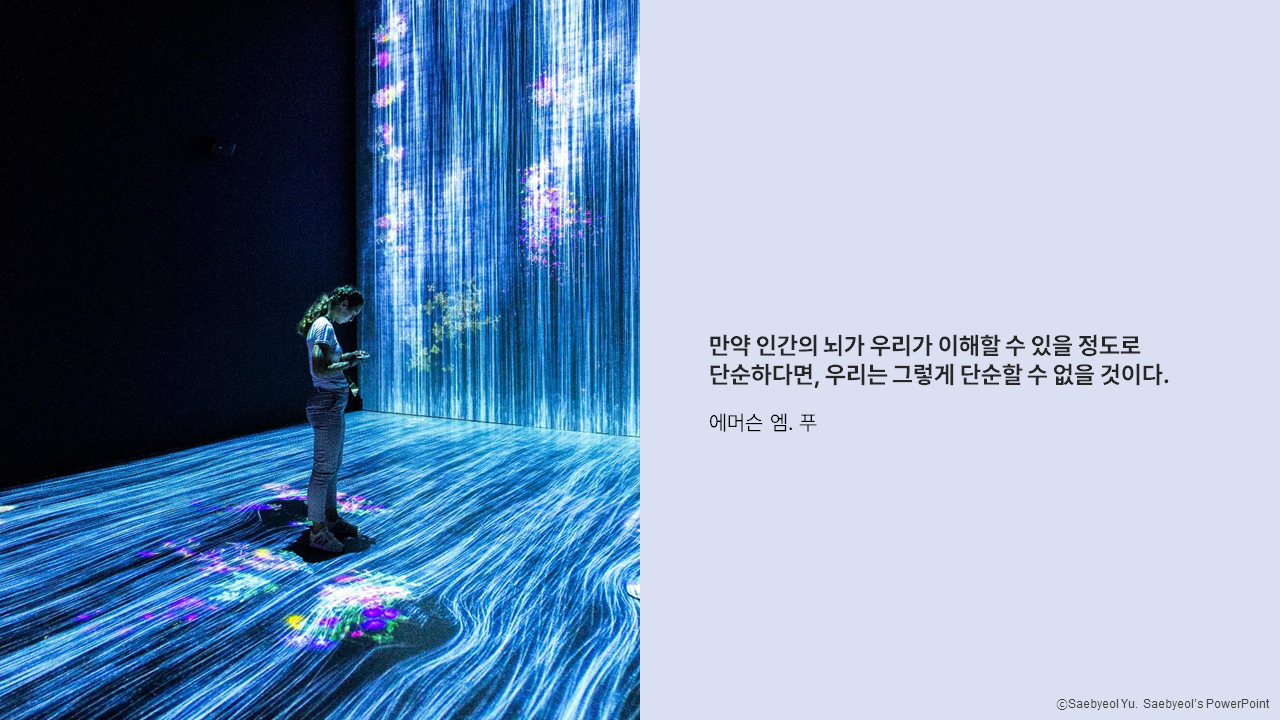 만약 인간의 뇌가 우리가 이해할 수 있을 정도로
단순하다면, 우리는 그렇게 단순할 수 없을 것이다.
에머슨 엠. 푸
ⓒSaebyeol Yu. Saebyeol's PowerPoint